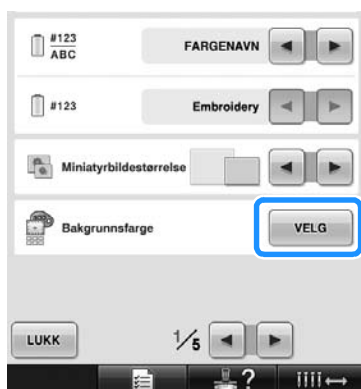 #123
ABC
FARGENAVN
#123
Embroidery
Miniatyrbildestørrelse
Bakgrunnsfarge
VELG
LUKK
1/5
?